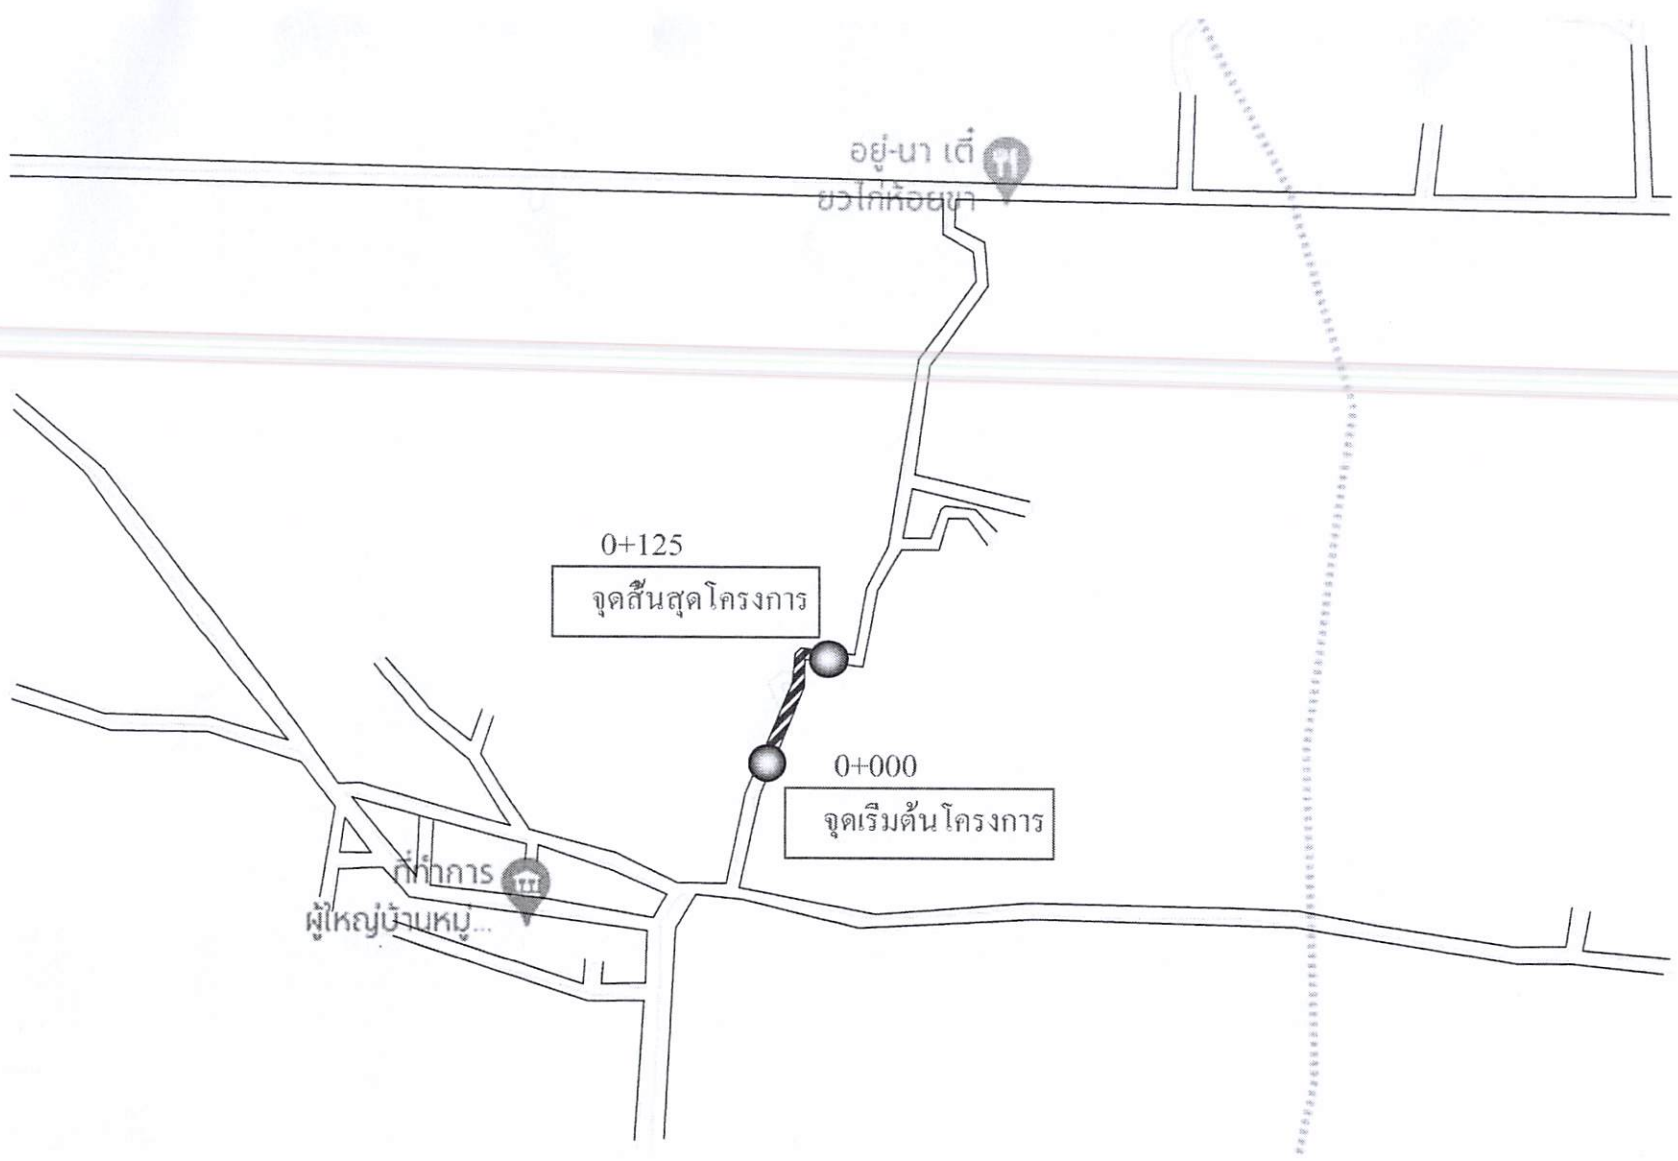 อยู่-นา เตี๋
ยวไก่ห้อยขา
0+125
จุดสิ้นสุดโครงการ
0+000
จุดเริ่มต้นโครงการ
ที่ทำการ
ผู้ใหญ่บ้านหมู่...